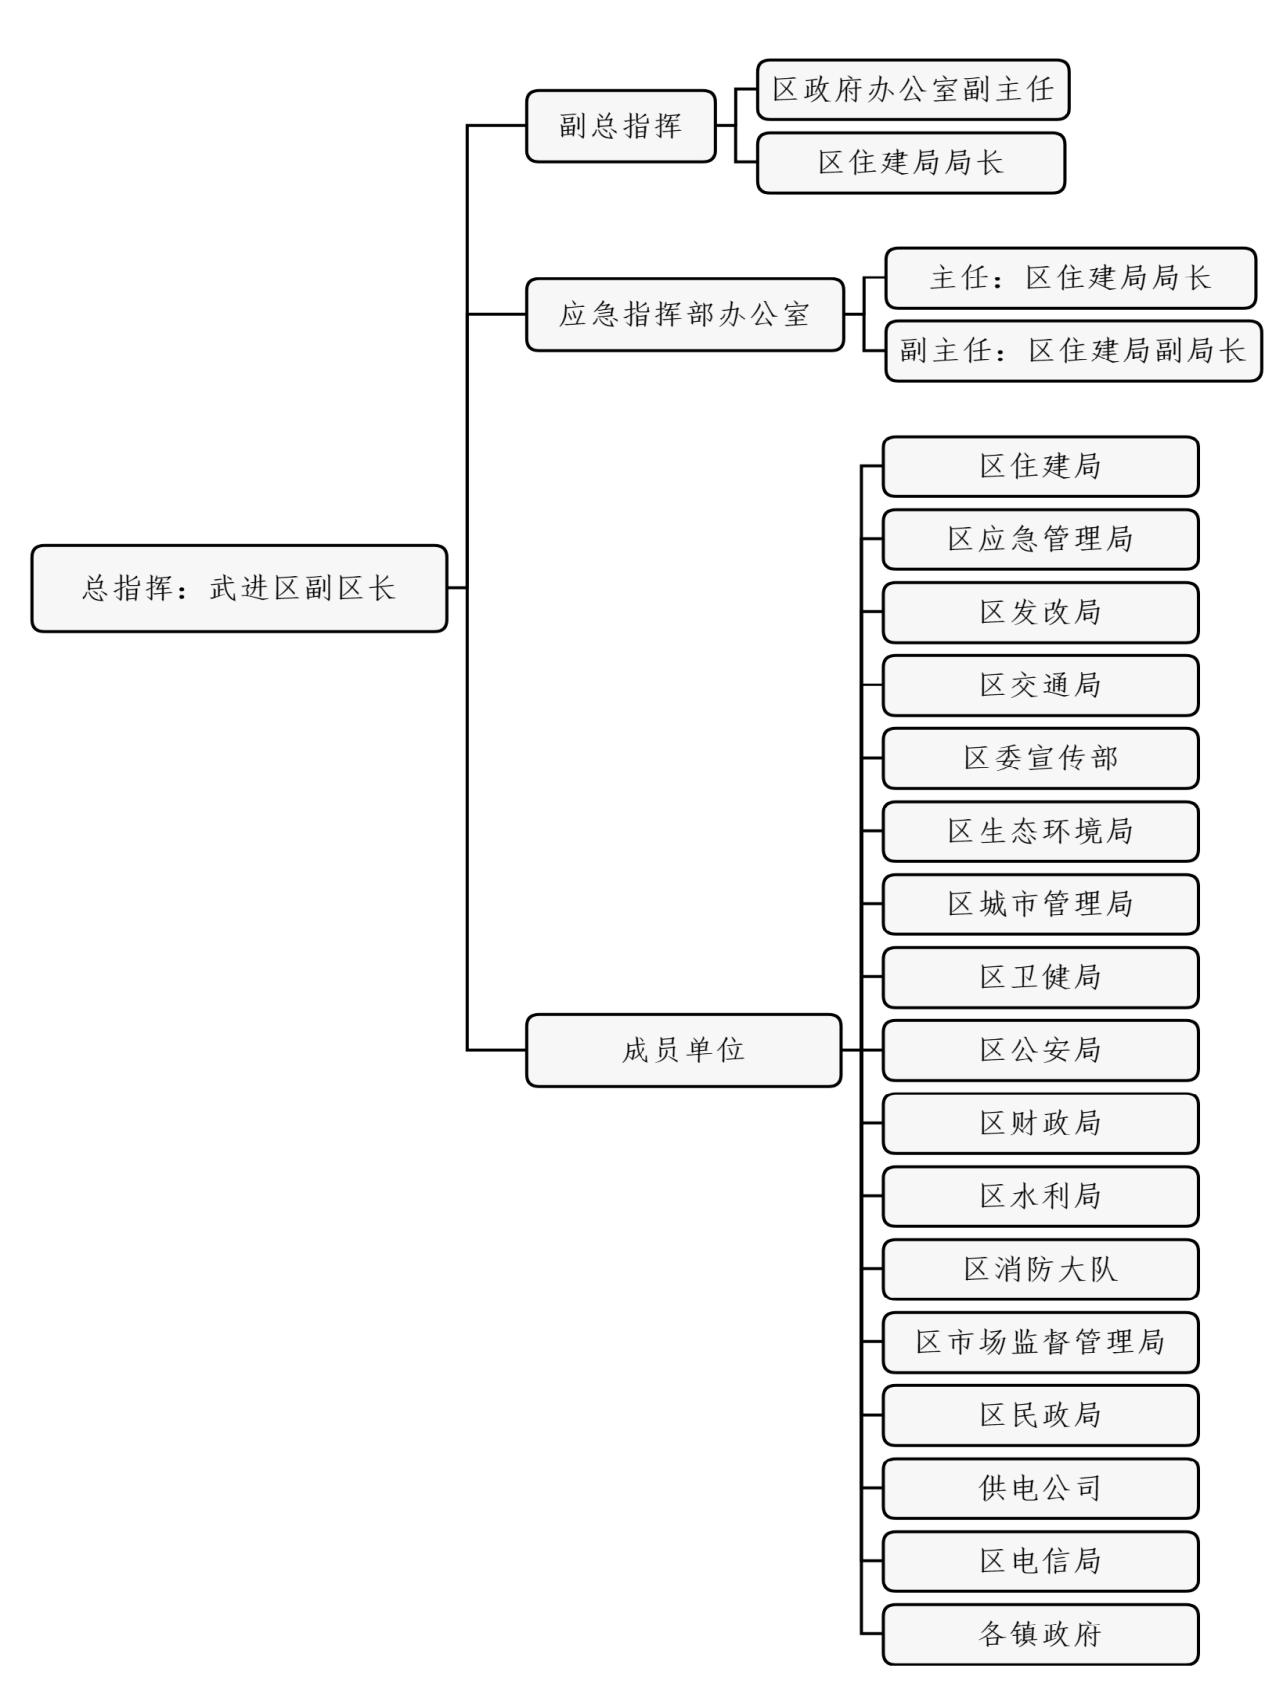 总指挥：武进区副区长
副总指挥
区政府办公室副主任
区住建局局长
应急指挥部办公室
主任：区住建局局长
副主任：区住建局副局长
成员单位
区住建局
区应急管理局
区发改局
区交通局
区委宣传部
区生态环境局
区城市管理局
区卫健局
区公安局
区财政局
区水利局
区消防大队
区市场监督管理局
区民政局
供电公司
区电信局
各镇政府